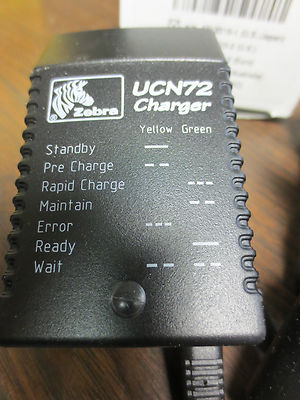 Zebra
UCN72
Charger
Yellow Green
Standby —
Pre Charge – –
Rapid Charge - - -
Maintain – –
Error - - -
Ready —
Wait – – – –